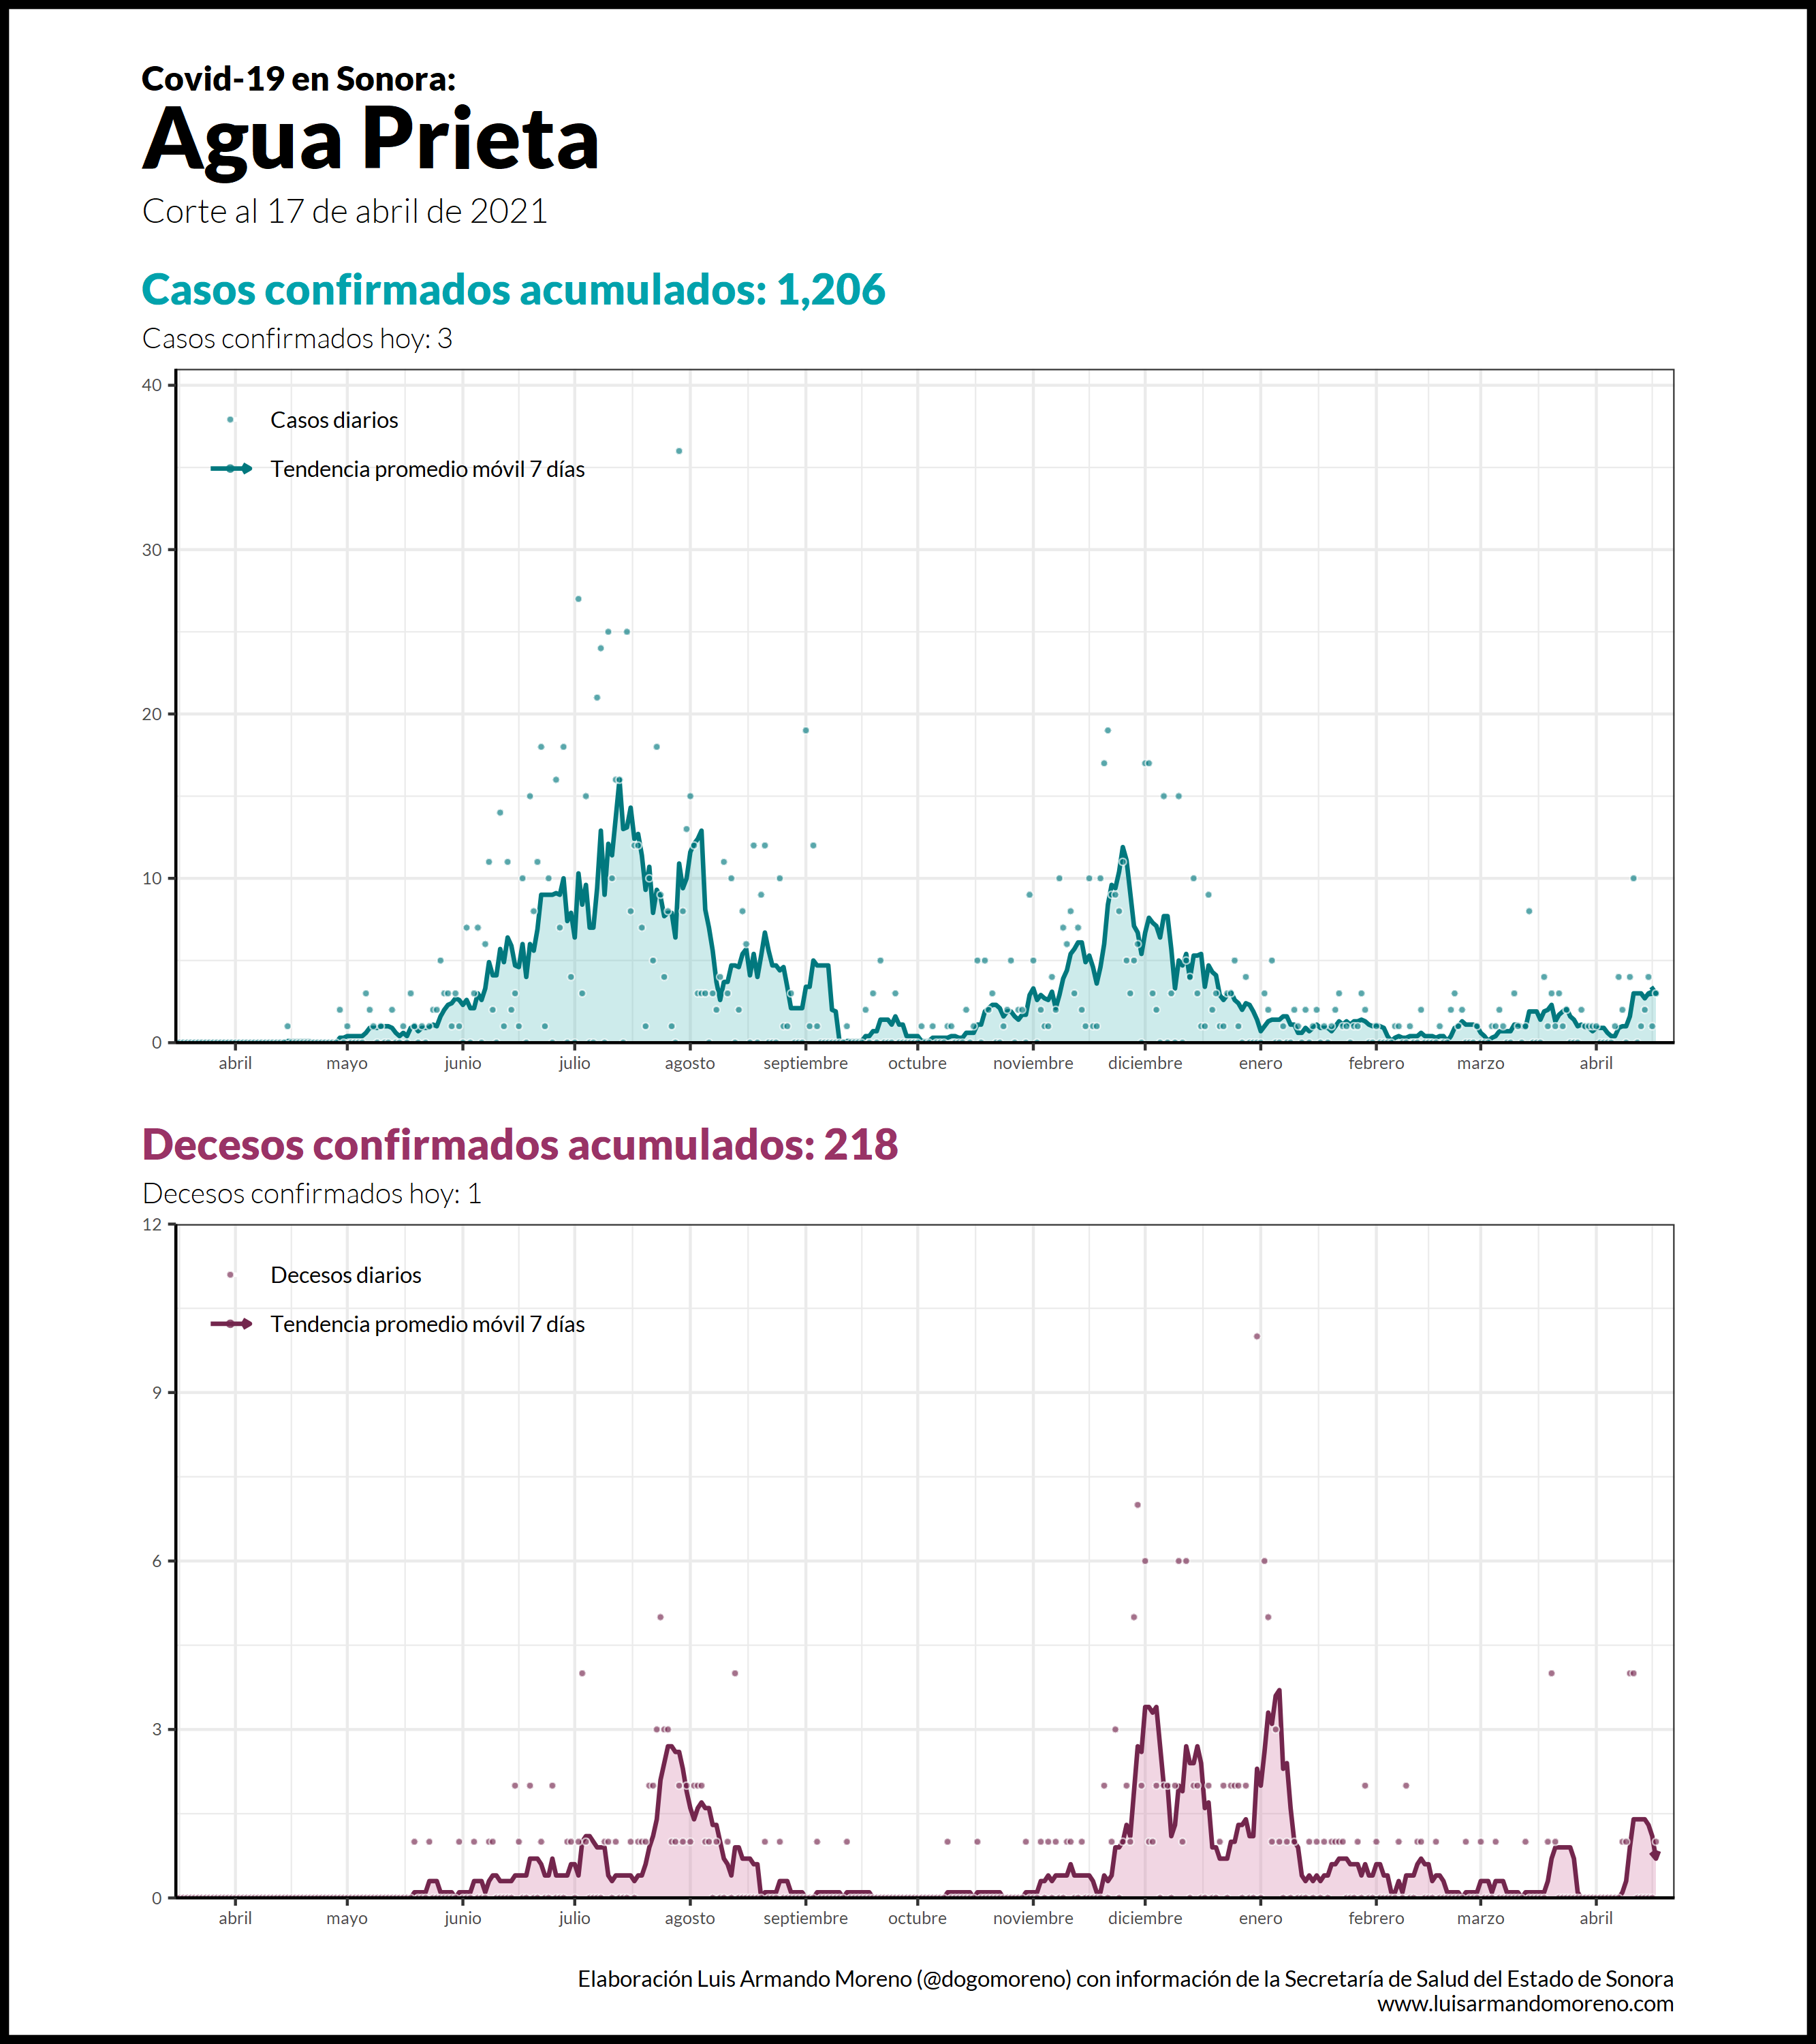 Covid-19 en Sonora:
Agua Prieta
Corte al 17 de abril de 2021
Casos confirmados acumulados: 1,206
Casos confirmados hoy: 3
40
30
20
10
0
Casos diarios
Tendencia promedio móvil 7 días
abril mayo junio julio agosto septiembre octubre noviembre diciembre enero febrero marzo abril
Decesos confirmados acumulados: 218
Decesos confirmados hoy: 1
12
9
6
3
0
Decesos diarios
Tendencia promedio móvil 7 días
abril mayo junio julio agosto septiembre octubre noviembre diciembre enero febrero marzo abril
Elaboración Luis Armando Moreno (@dogomoreno) con información de la Secretaría de Salud del Estado de Sonora
www.luisarmandomoreno.com